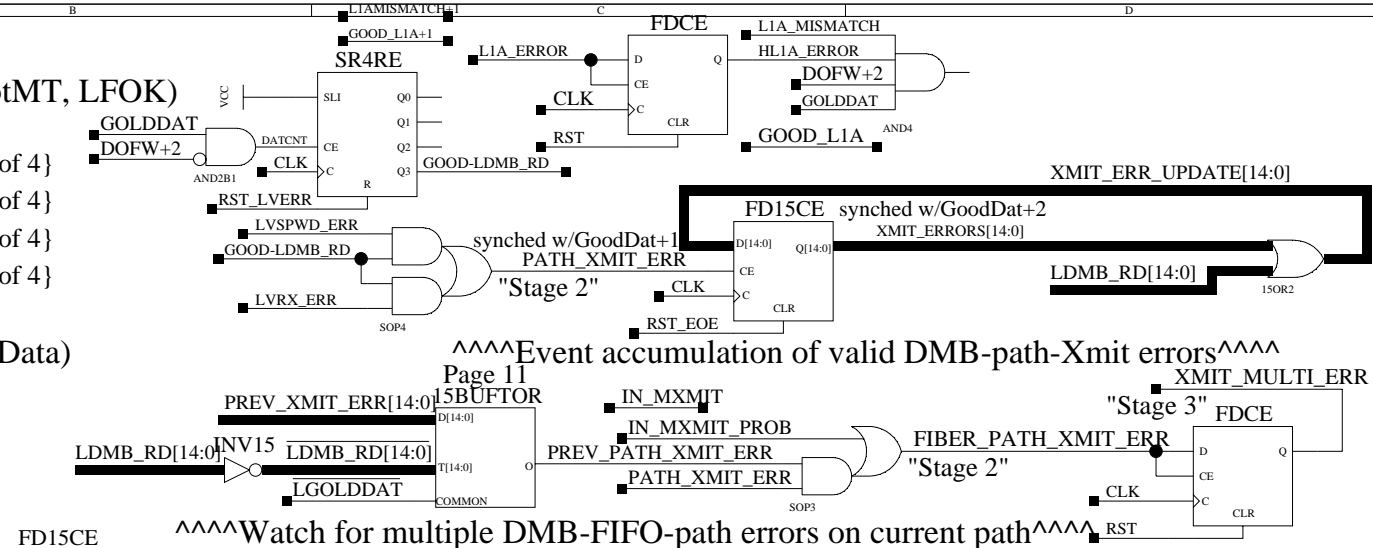 B
C
D
L1AMISMATCH+1
GOOD_L1A+1
SR4RE
VCC
SLI
Q0
Q1
Q2
Q3
CE
C
R
otMT, LFOK)
GOLDDAT
DOFW+2
AND2B1
DATCNT
CLK
RST_LVERR
GOOD-LDMB_RD
of 4}
of 4}
of 4}
of 4}
L1A_ERROR
FDCE
D
Q
CE
C
CLR
CLK
RST
L1A_MISMATCH
HL1A_ERROR
DOFW+2
GOLDDAT
AND4
GOOD_L1A
LVSPWD_ERR
GOOD-LDMB_RD
LVRX_ERR
SOP4
synched w/GoodDat+1
PATH_XMIT_ERR
"Stage 2"
CLK
RST_EOE
FD15CE
synched w/GoodDat+2
D[14:0]
Q[14:0]
CE
C
CLR
XMIT_ERRORS[14:0]
XMIT_ERR_UPDATE[14:0]
LDMB_RD[14:0]
15OR2
Data)
^^^^Event accumulation of valid DMB-path-Xmit errors^^^^
Page 11
15BUFTOR
PREV_XMIT_ERR[14:0]
D[14:0]
LDMB_RD[14:0]
INV15
LDMB_RD[14:0]
T[14:0]
O
LGOLDDAT
COMMON
IN_MXMIT
IN_MXMIT_PROB
PREV_PATH_XMIT_ERR
PATH_XMIT_ERR
SOP3
FIBER_PATH_XMIT_ERR
"Stage 2"
XMIT_MULTI_ERR
"Stage 3"
FDCE
D
Q
CE
C
CLR
CLK
RST
FD15CE
^^^^Watch for multiple DMB-FIFO-path errors on current path^^^^